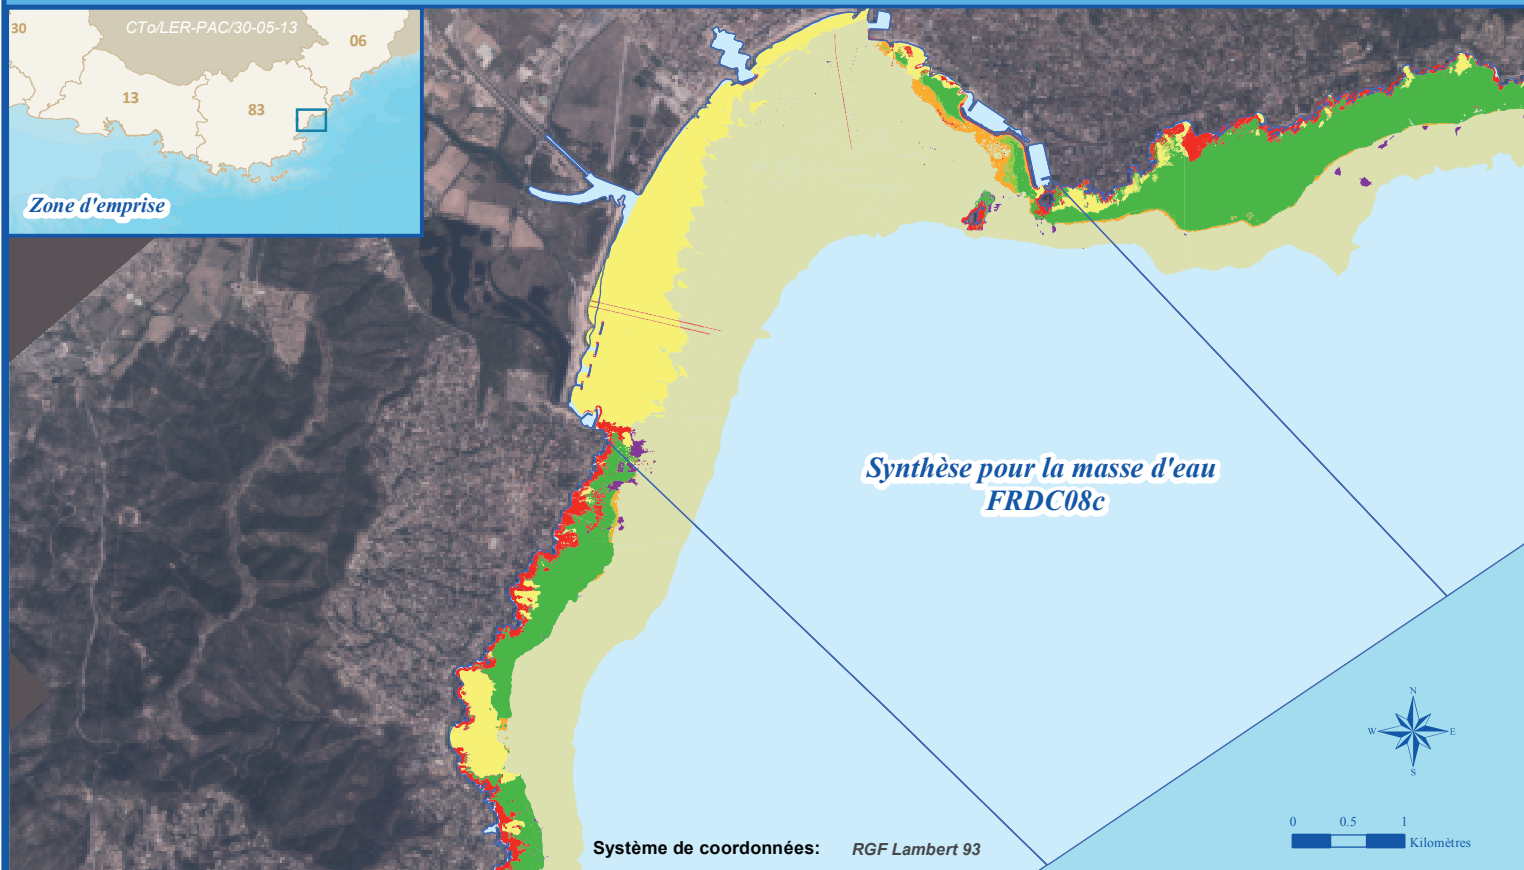 30
CTo/LER-PAC/30-05-13
06
13
83
Zone d'emprise
Synthèse pour la masse d'eau
FRDC08c
N
W
E
S
0
0.5
1
Kilomètres
Système de coordonnées:
RGF Lambert 93